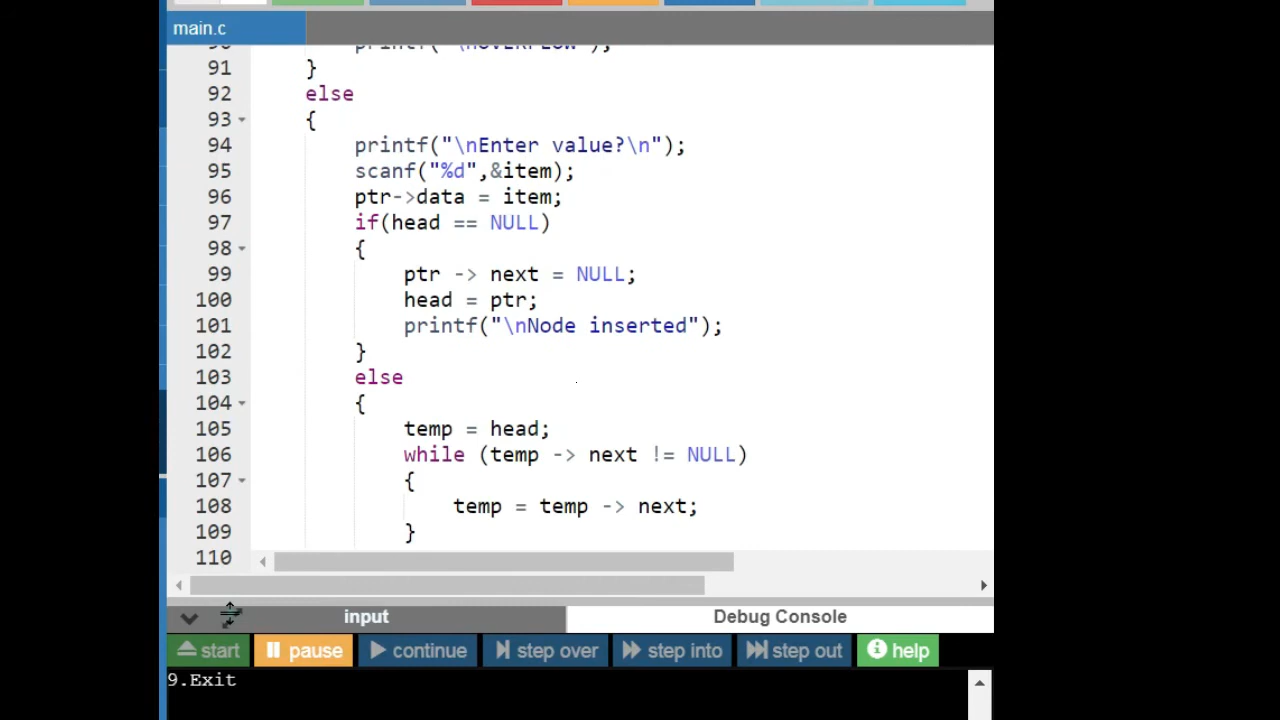 main.c
90 printf("\nOVERFLOW");
91 }
92 else
93 {
94 printf("\nEnter value?\n");
95 scanf("%d",&item);
96 ptr->data = item;
97 if(head == NULL)
98 {
99 ptr -> next = NULL;
100 head = ptr;
101 printf("\nNode inserted");
102 }
103 else
104 {
105 temp = head;
106 while (temp -> next != NULL)
107 {
108 temp = temp -> next;
109 }
110
input Debug Console
start pause continue step over step into step out help
9.Exit